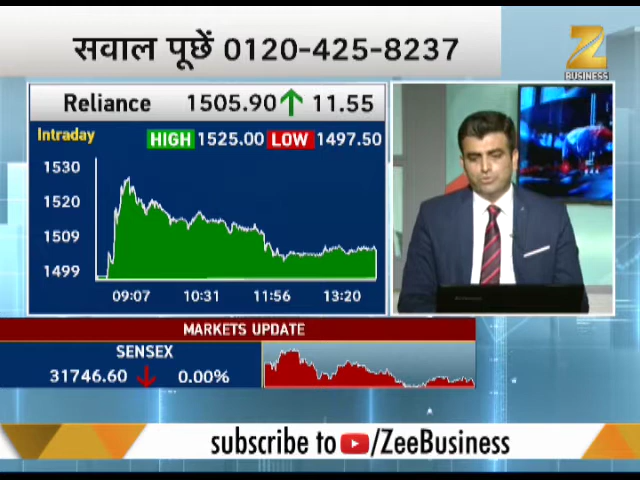 सवाल पूछें 0120-425-8237
Z
BUSINESS
Reliance 1505.90 11.55
Intraday HIGH 1525.00 LOW 1497.50
1530
1520
1509
1499
09:07 10:31 11:56 13:20
MARKETS UPDATE
SENSEX
31746.60 0.00%
subscribe to /ZeeBusiness